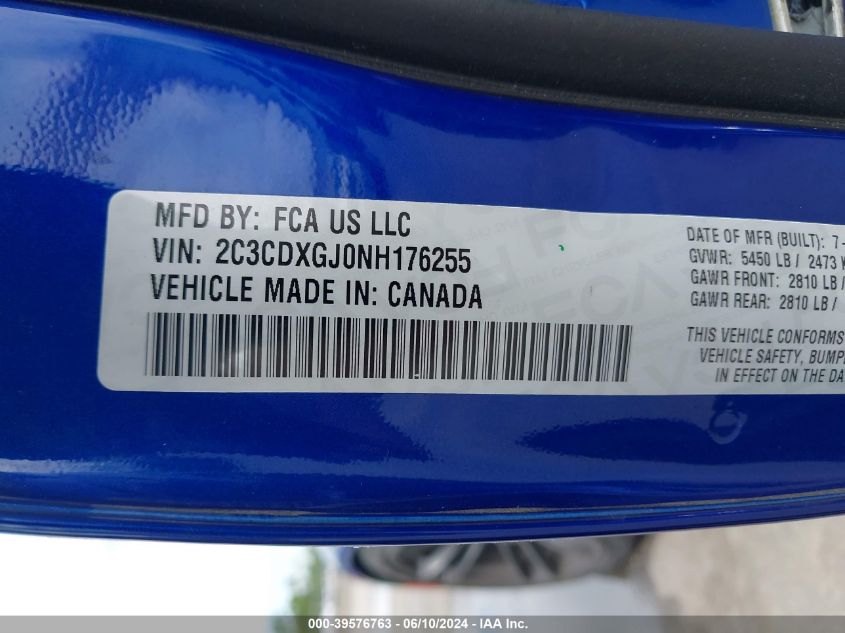 MFD BY: FCA US LLC
VIN: 2C3CDXGJ0NH176255
VEHICLE MADE IN: CANADA
DATE OF MFR (BUILT): 7-
GVWR: 5450 LB / 2473
GAWR FRONT: 2810 LB /
GAWR REAR: 2810 LB /
THIS VEHICLE CONFORMS
VEHICLE SAFETY,
IN EFFECT ON THE
000-39576763 - 06/10/2024 - IAA Inc.